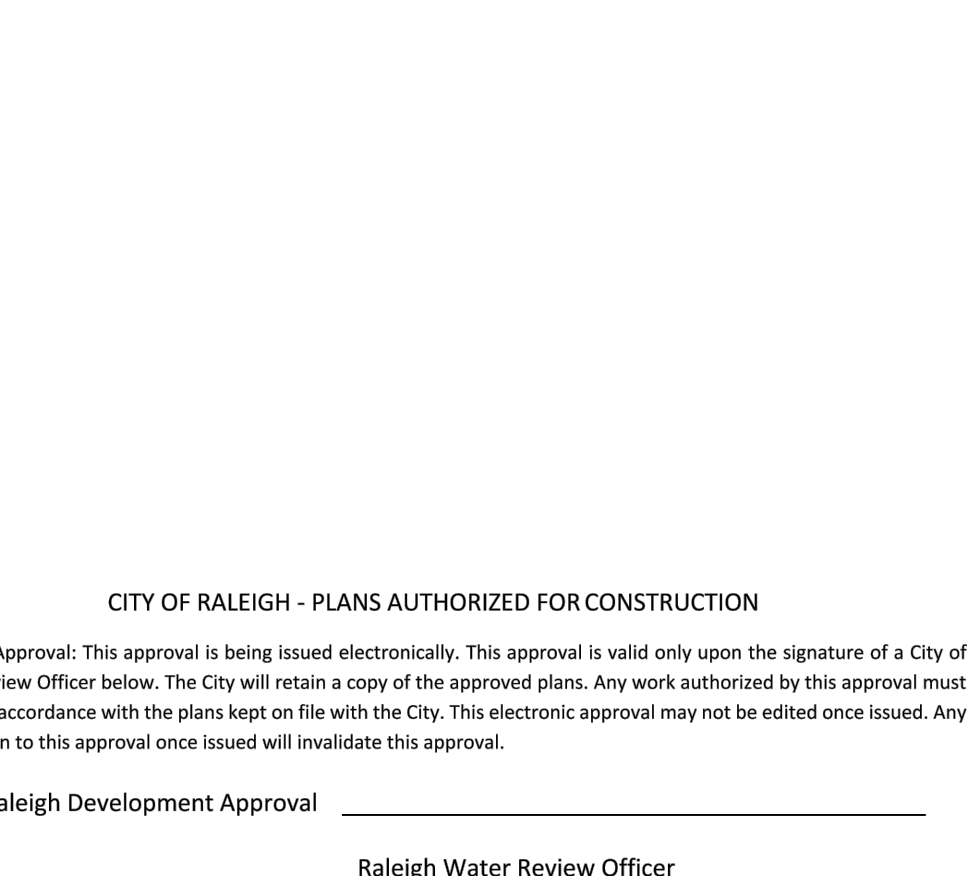 CITY OF RALEIGH - PLANS AUTHORIZED FOR CONSTRUCTION
Approval: This approval is being issued electronically. This approval is valid only upon the signature of a City of
Officer below. The City will retain a copy of the approved plans. Any work authorized by this approval must
accordance with the plans kept on file with the City. This electronic approval may not be edited once issued. Any
to this approval once issued will invalidate this approval.
Development Approval
Raleigh Water Review Officer